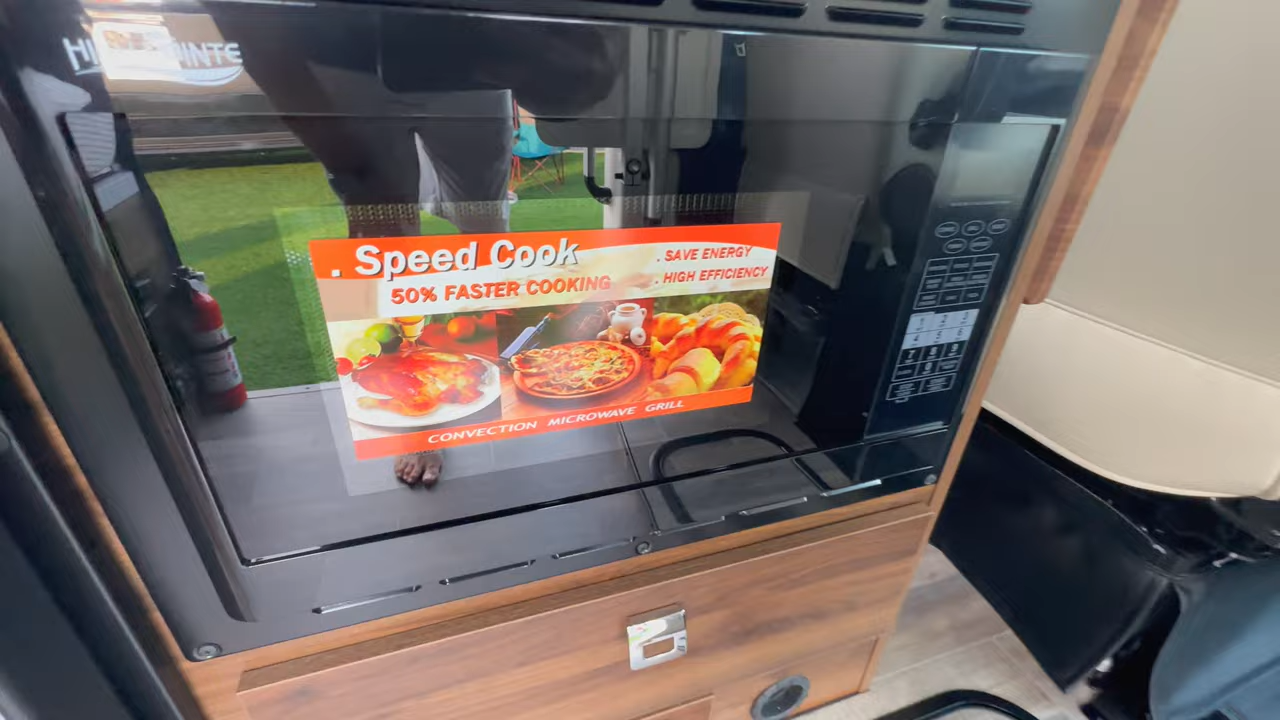 . Speed Cook
50% FASTER COOKING
. SAVE ENERGY
. HIGH EFFICIENCY
CONVECTION MICROWAVE GRILL